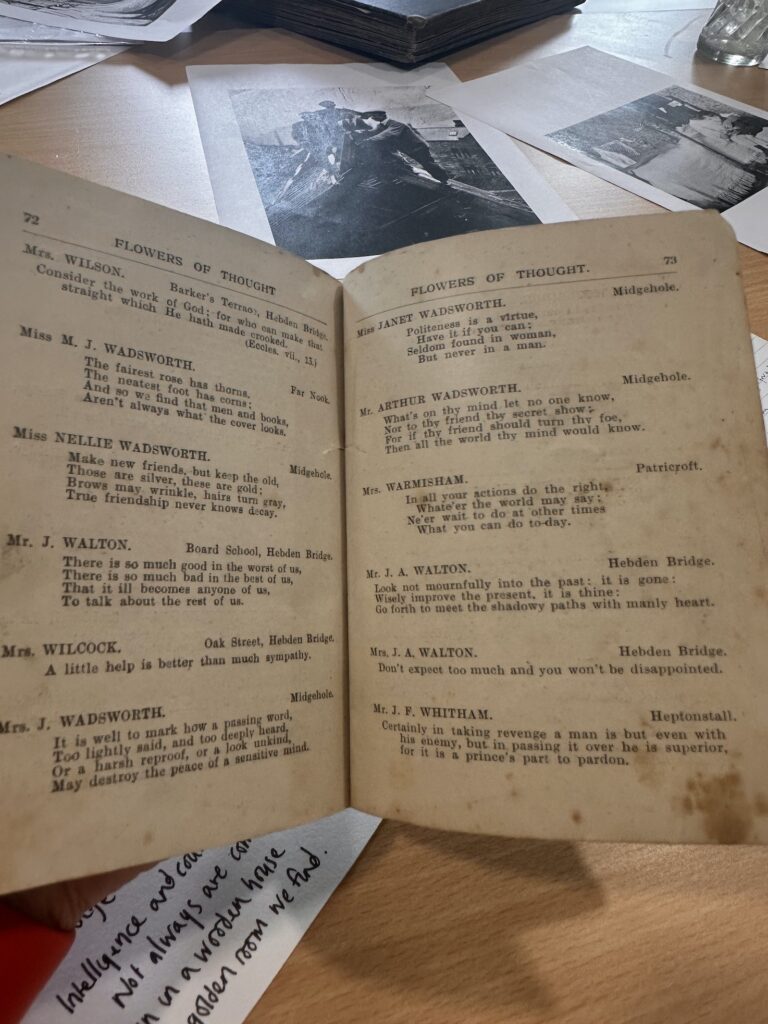 72
FLOWERS OF THOUGHT
Mrs. WILSON. Barker's Terrace, Hebden Bridge.
Consider the work of God; for who can make that
straight which He hath made crooked.
(Eccles. vii., 13.)
Miss M. J. WADSWORTH. Far Nook.
The fairest rose has thorns,
The neatest foot has corns;
And so we find that men and books,
Aren't always what the cover looks.
Miss NELLIE WADSWORTH. Midgehole.
Make new friends, but keep the old,
Those are silver, these are gold;
Brows may wrinkle, hairs turn gray,
True friendship never knows decay.
Mr. J. WALTON. Board School, Hebden Bridge.
There is so much good in the worst of us,
There is so much bad in the best of us,
That it ill becomes anyone of us,
To talk about the rest of us.
Mrs. WILCOCK. Oak Street, Hebden Bridge.
A little help is better than much sympathy.
Mrs. J. WADSWORTH. Midgehole.
It is well to mark how a passing word,
Too lightly said, and too deeply heard,
Or a harsh reproof, or a look unkind,
May destroy the peace of a sensitive mind.
73
FLOWERS OF THOUGHT.
Miss JANET WADSWORTH. Midgehole.
Politeness is a virtue,
Have it if you can;
Seldom found in woman,
But never in a man.
Mr. ARTHUR WADSWORTH. Midgehole.
What's on thy mind let no one know,
Nor to thy friend thy secret show;
For if thy friend should turn thy foe,
Then all the world thy mind would know.
Mrs. WARMISHAM. Patricroft.
In all your actions do the right,
Whate'er the world may say;
Ne'er wait to do at other times
What you can do to-day.
Mr. J. A. WALTON. Hebden Bridge.
Look not mournfully into the past: it is gone:
Wisely improve the present, it is thine:
Go forth to meet the shadowy paths with manly heart.
Mrs. J. A. WALTON. Hebden Bridge.
Don't expect too much and you won't be disappointed.
Mr. J. F. WHITHAM. Heptonstall.
Certainly in taking revenge a man is but even with
his enemy, but in passing it over he is superior,
for it is a prince's part to pardon.
Intelligence and
Not always are
in a wooden house
golden room we find.